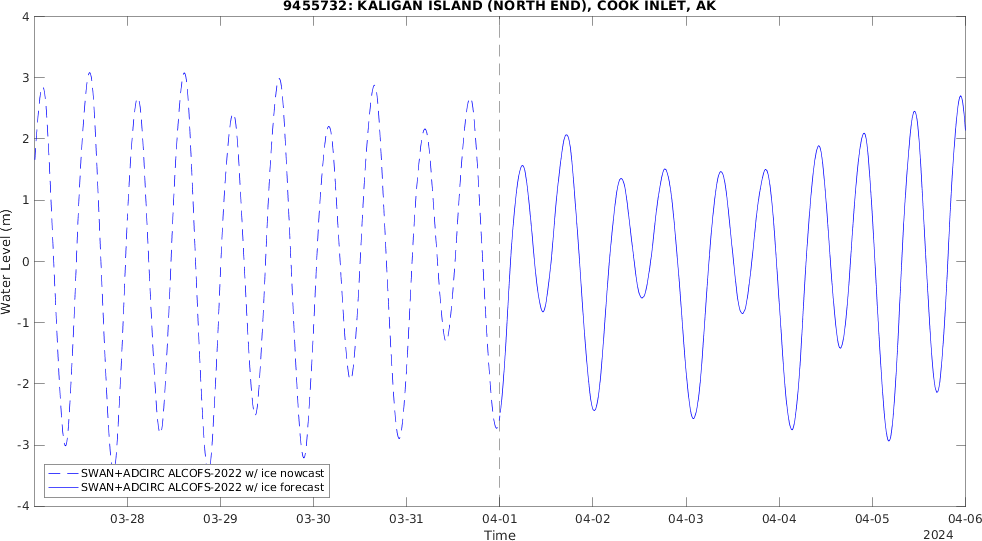 9455732: KALIGAN ISLAND (NORTH END), COOK INLET, AK
4
3
2
1
0
-1
-2
-3
-4
Water Level (m)
SWAN+ADCIRC ALCOFS-2022 w/ ice nowcast
SWAN+ADCIRC ALCOFS-2022 w/ ice forecast
03-28 03-29 03-30 03-31 04-01 04-02 04-03 04-04 04-05 04-06
Time
2024